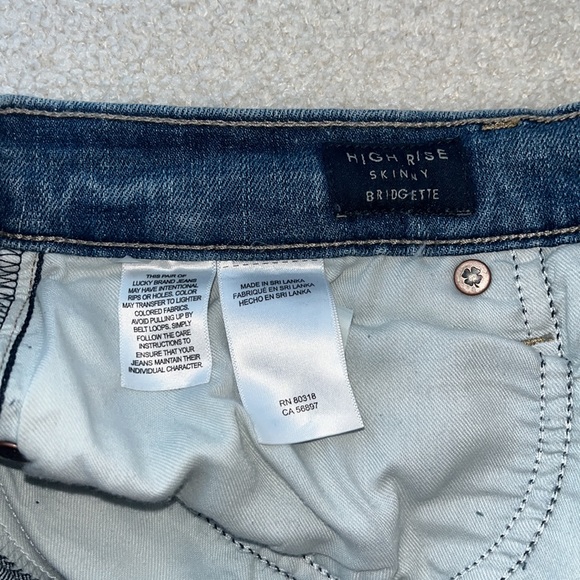 HIGH RISE
SKINNY
BRIDGETTE
THIS PAIR OF
LUCKY BRAND JEANS
MAY HAVE INTENTIONAL
RIPS OR HOLES. COLOR
MAY TRANSFER TO LIGHTER
COLORED FABRICS.
AVOID PULLING UP BY
BELT LOOPS, SIMPLY
FOLLOW THE CARE
INSTRUCTIONS TO
ENSURE THAT YOUR
JEANS MAINTAIN THEIR
INDIVIDUAL CHARACTER.
MADE IN SRI LANKA
FABRIQUÉ EN SRI LANKA
HECHO EN SRI LANKA
RN 80318
CA 56897